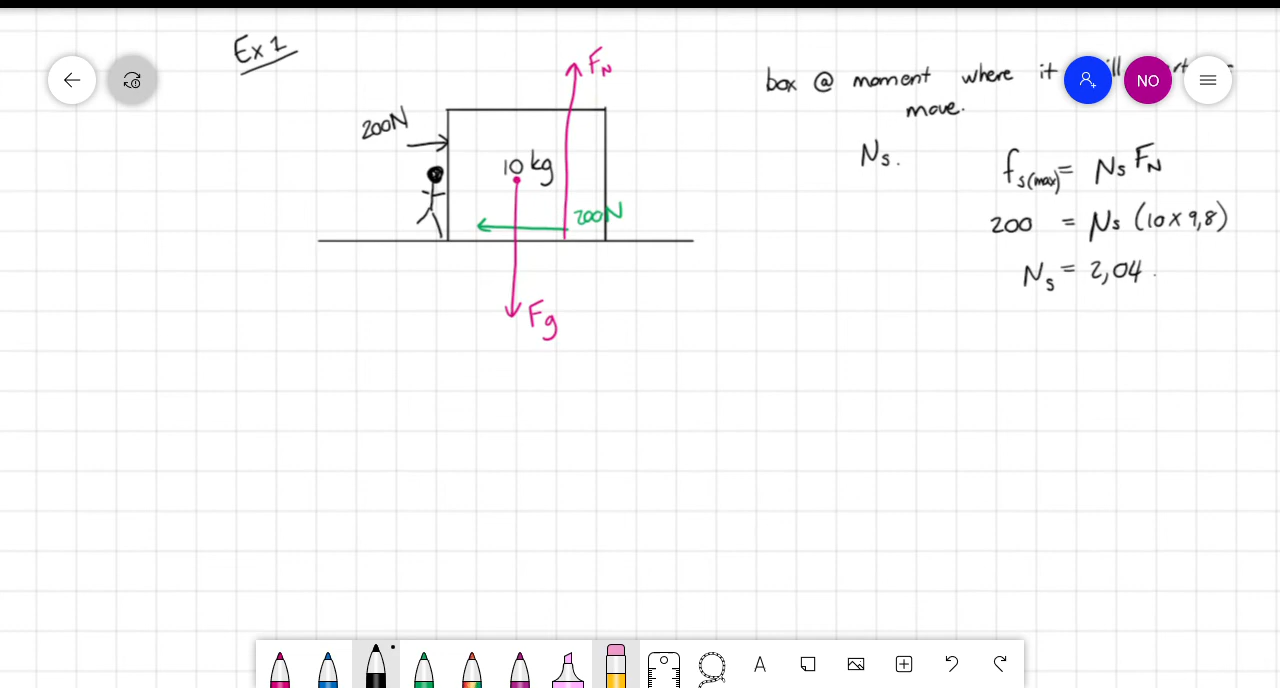 Ex 1
box @ moment where it
move.
200N
10 kg
200N
F_N
F_g
N_s.
f_s(max) = N_s F_N
200 = N_s (10 × 9,8)
N_s = 2,04.
NO
A